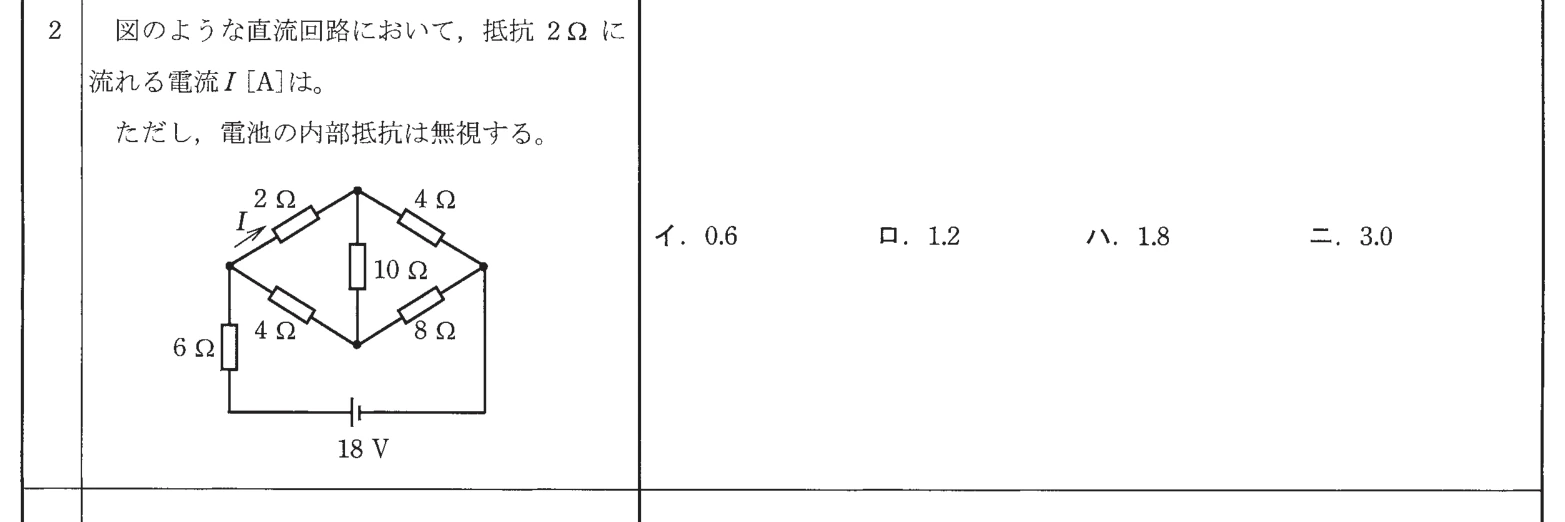 2 図のような直流回路において，抵抗 2 Ω に
流れる電流 I [A]は。
ただし，電池の内部抵抗は無視する。
2 Ω
4 Ω
I
10 Ω
4 Ω
8 Ω
6 Ω
18 V
イ．0.6 ロ．1.2 ハ．1.8 ニ．3.0